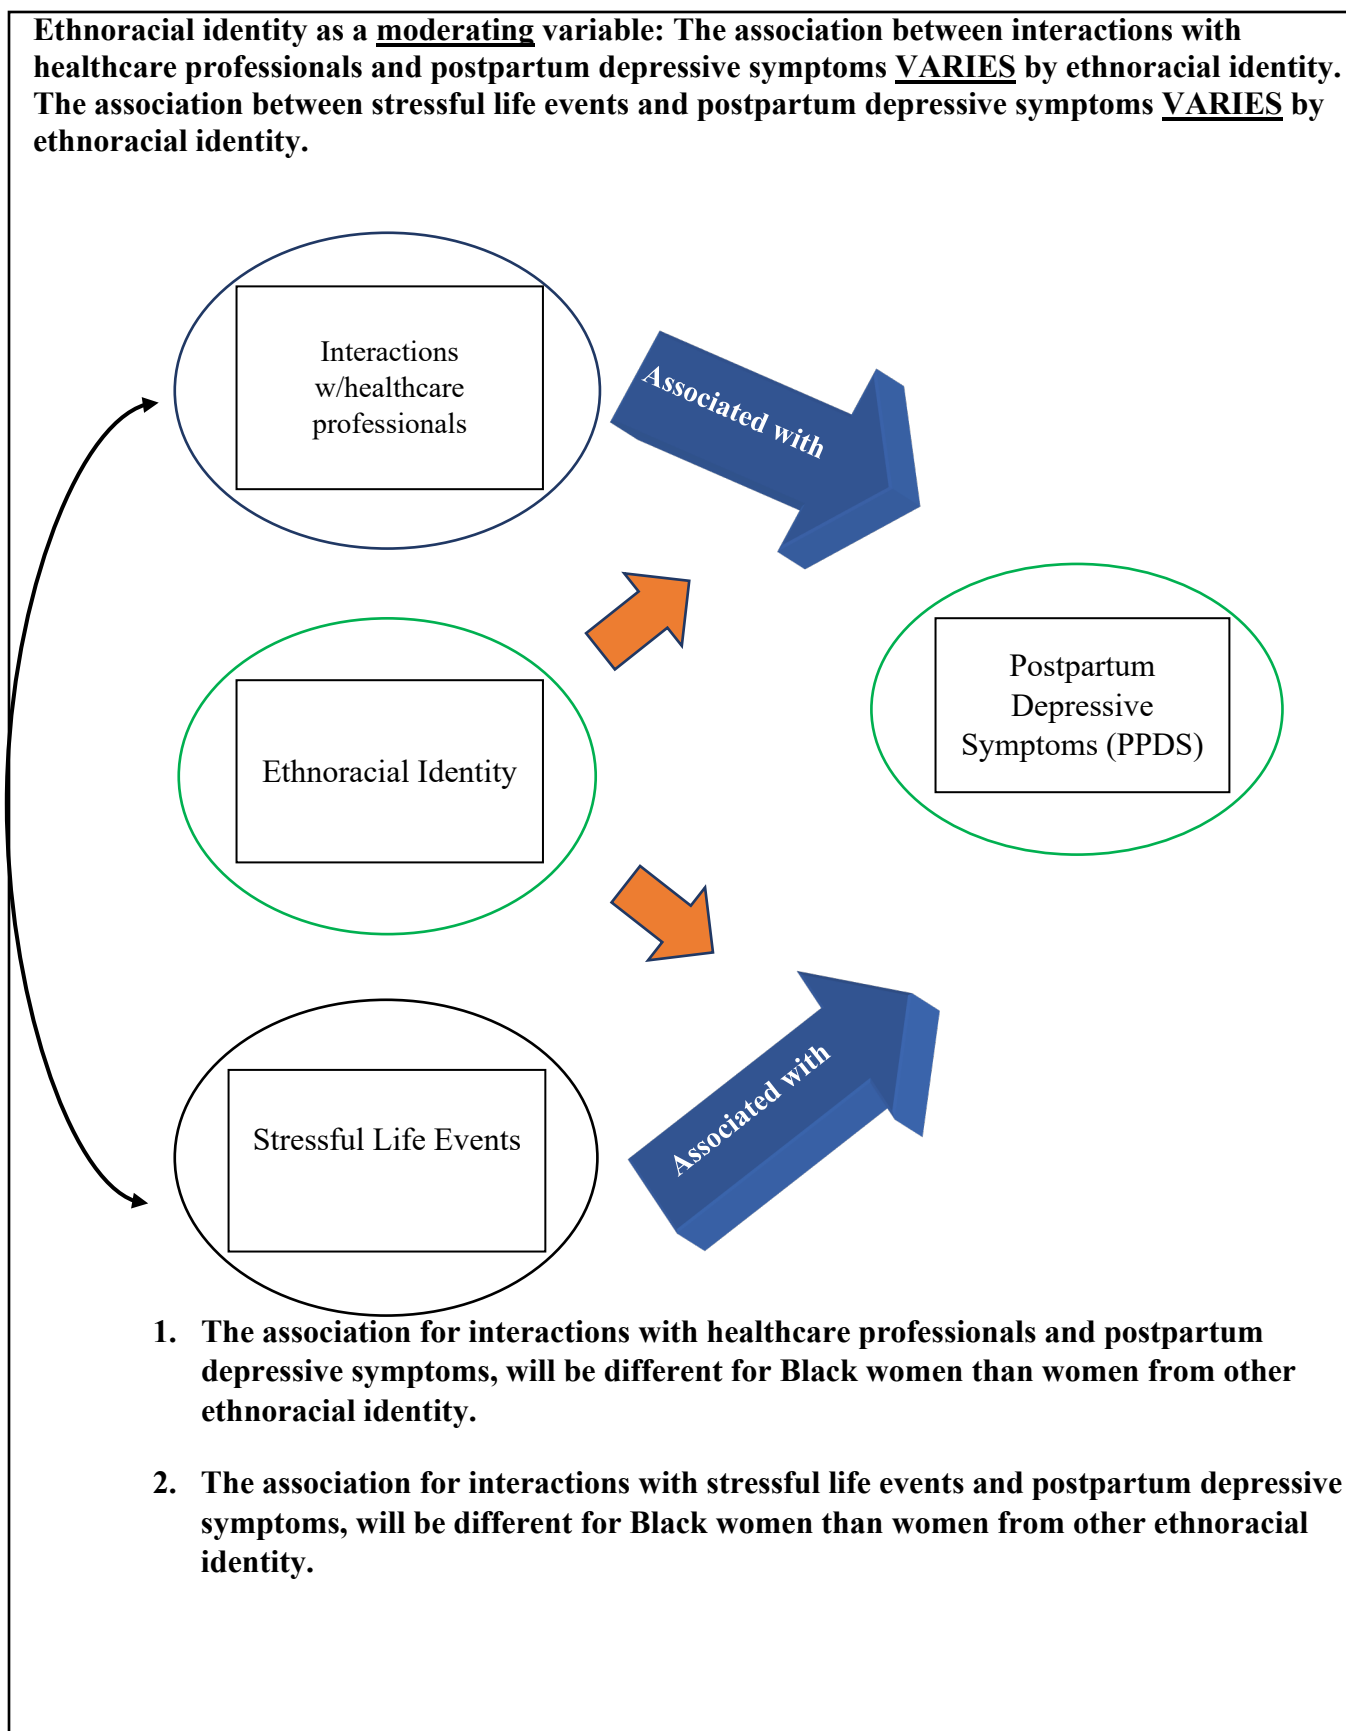 Ethnoracial identity as a moderating variable: The association between interactions with
healthcare professionals and postpartum depressive symptoms VARIES by ethnoracial identity.
The association between stressful life events and postpartum depressive symptoms VARIES by
ethnoracial identity.
Interactions
w/healthcare
professionals
Associated with
Postpartum
Depressive
Symptoms (PPDS)
Ethnoracial Identity
Stressful Life Events
Associated with
1. The association for interactions with healthcare professionals and postpartum
depressive symptoms, will be different for Black women than women from other
ethnoracial identity.
2. The association for interactions with stressful life events and postpartum depressive
symptoms, will be different for Black women than women from other ethnoracial
identity.